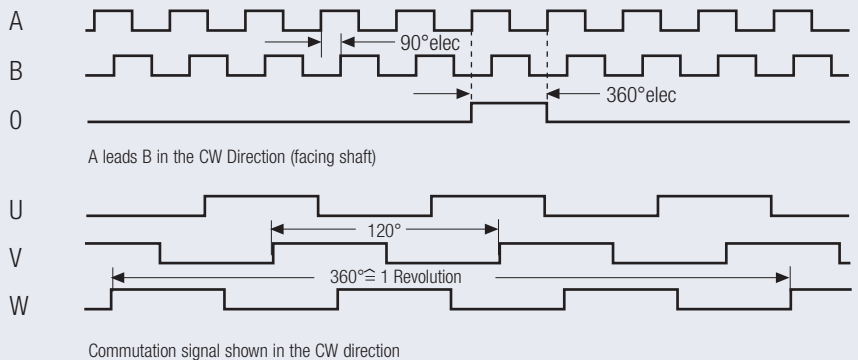 A
90°elec
B
360°elec
0
A leads B in the CW Direction (facing shaft)
U
120°
V
360°≙ 1 Revolution
W
Commutation signal shown in the CW direction